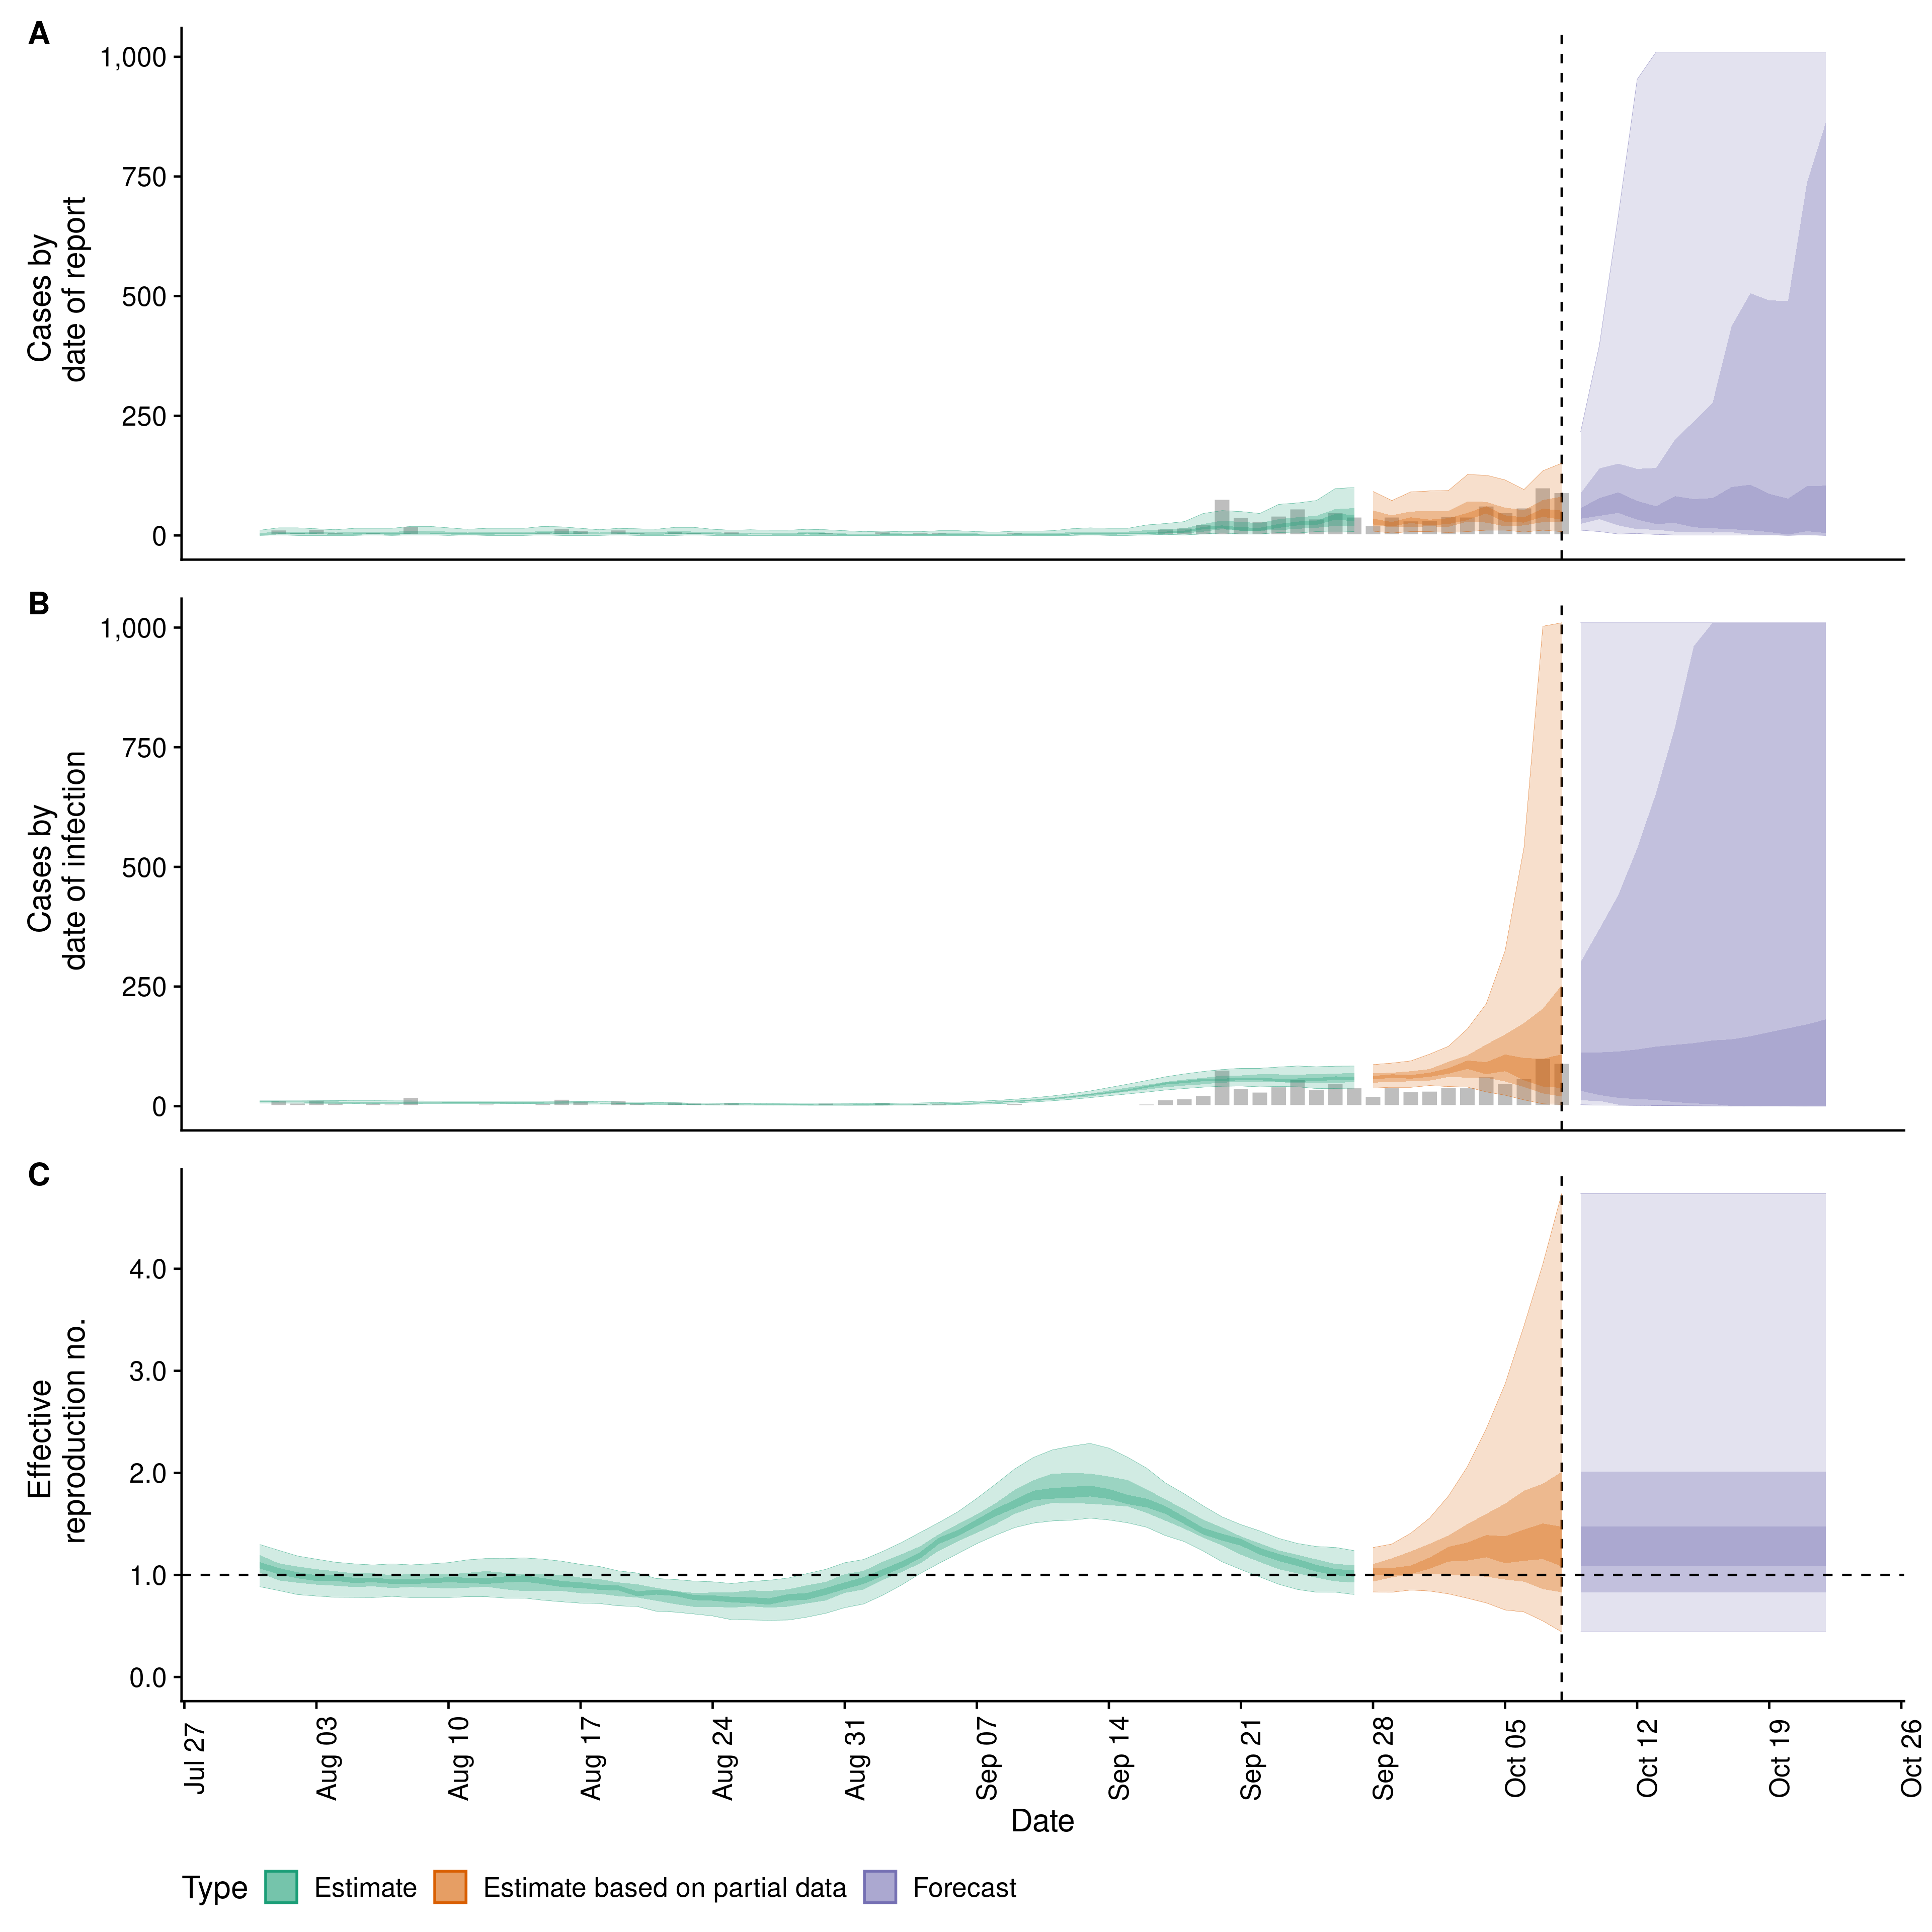 A
1,000
750
500
250
0
Cases by
date of report
B
1,000
750
500
250
0
Cases by
date of infection
C
4.0
3.0
2.0
1.0
0.0
Effective
reproduction no.
Jul 27
Aug 03
Aug 10
Aug 17
Aug 24
Aug 31
Sep 07
Sep 14
Sep 21
Sep 28
Oct 05
Oct 12
Oct 19
Oct 26
Date
Type Estimate Estimate based on partial data Forecast